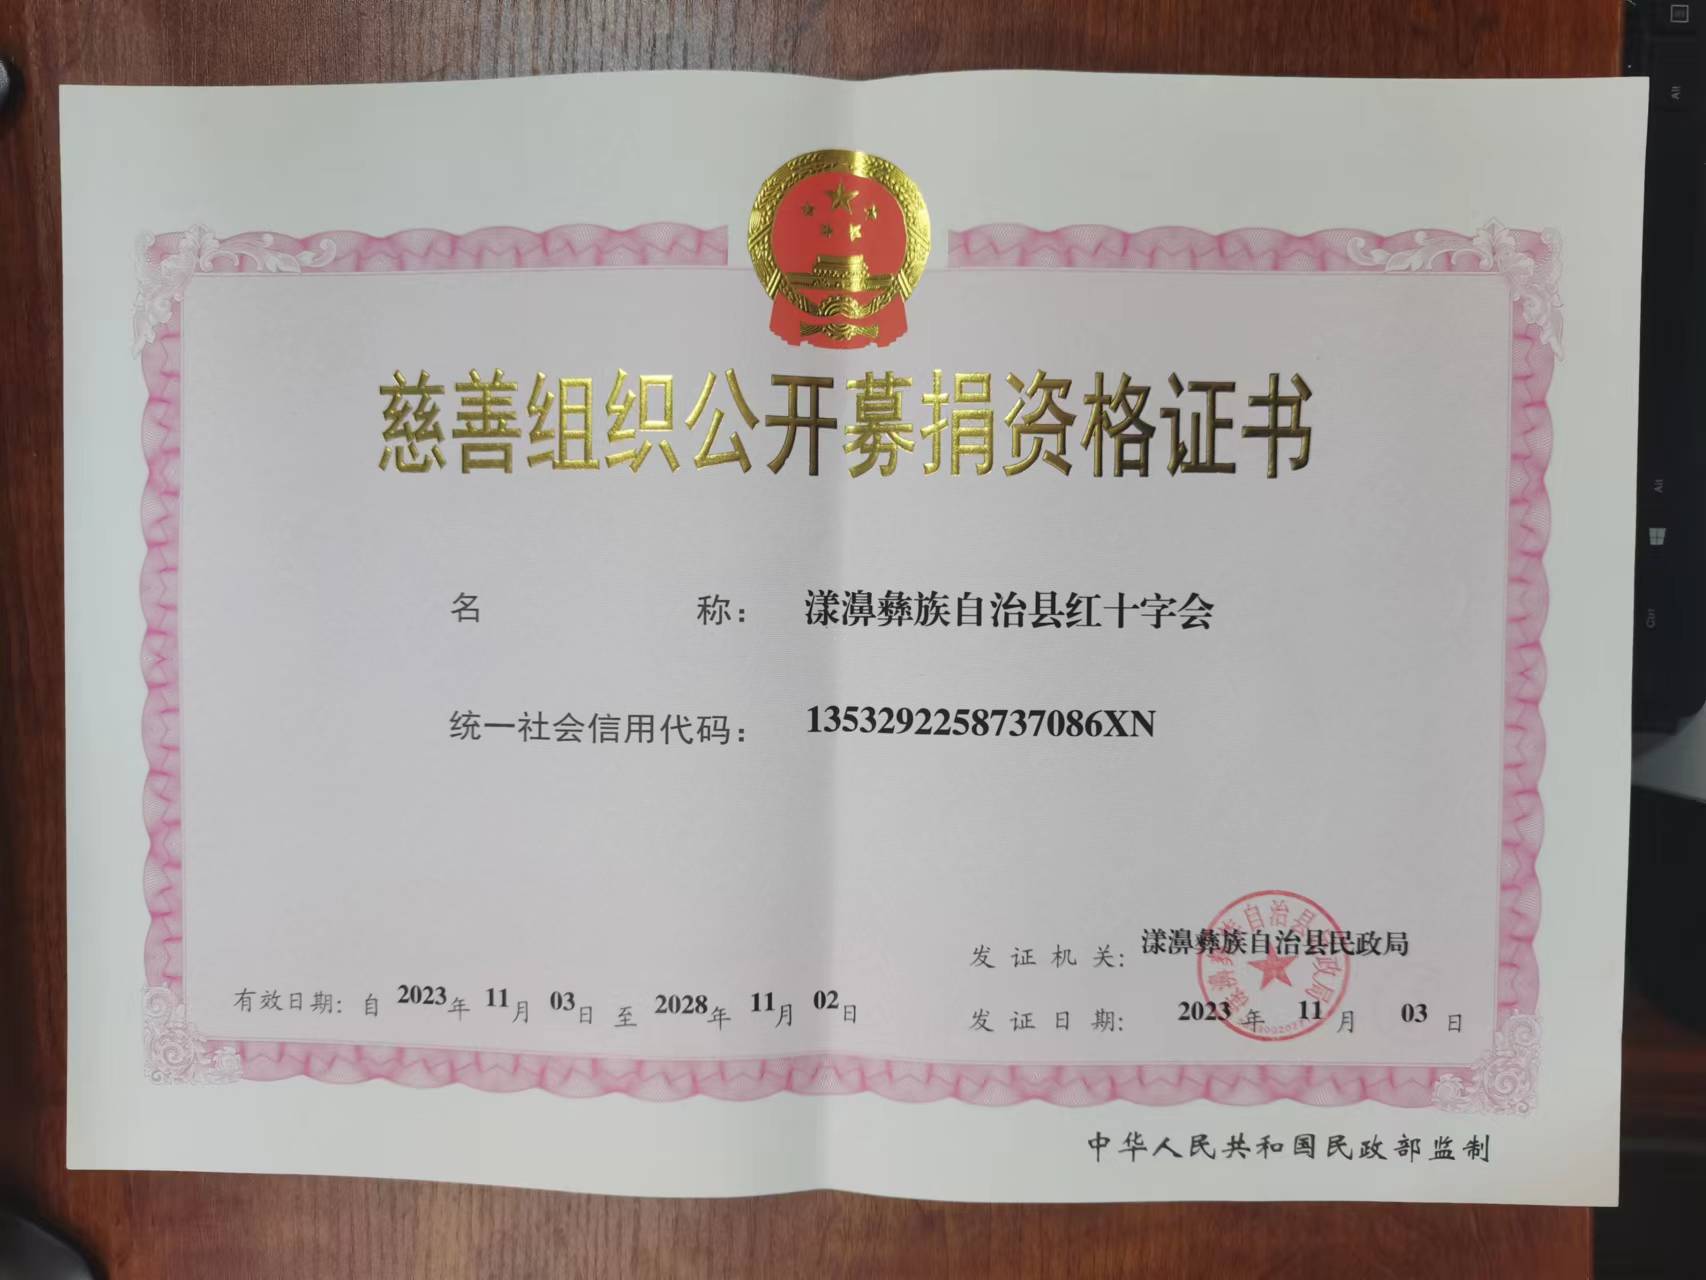 慈善组织公开募捐资格证书
名称：漾濞彝族自治县红十字会
统一社会信用代码：1353292258737086XN
发证机关：漾濞彝族自治县民政局
有效日期：自2023年11月03日至2028年11月02日
发证日期：2023年11月03日
中华人民共和国民政部监制
Alt
Alt
Ctrl